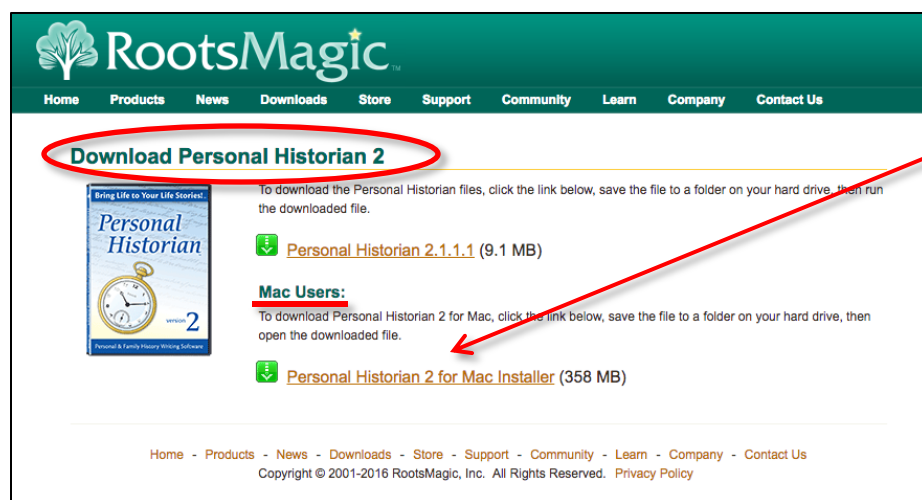 RootsMagic™
Home Products News Downloads Store Support Community Learn Company Contact Us
Download Personal Historian 2
Bring Life to Your Life Stories!
Personal
Historian
version 2
Personal & Family History Writing Software
To download the Personal Historian files, click the link below, save the file to a folder on your hard drive, then run
the downloaded file.
Personal Historian 2.1.1.1 (9.1 MB)
Mac Users:
To download Personal Historian 2 for Mac, click the link below, save the file to a folder on your hard drive, then
open the downloaded file.
Personal Historian 2 for Mac Installer (358 MB)
Home - Products - News - Downloads - Store - Support - Community - Learn - Company - Contact Us
Copyright © 2001-2016 RootsMagic, Inc. All Rights Reserved. Privacy Policy